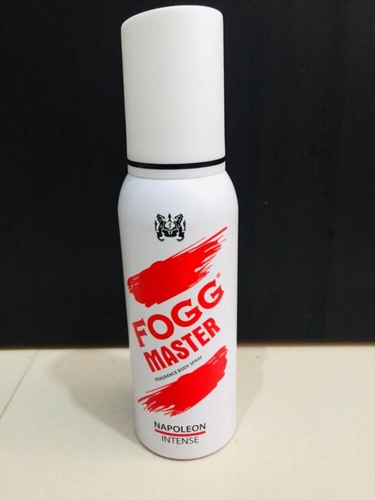 FOGG
MASTER
FRAGRANCE BODY SPRAY
NAPOLEON
INTENSE